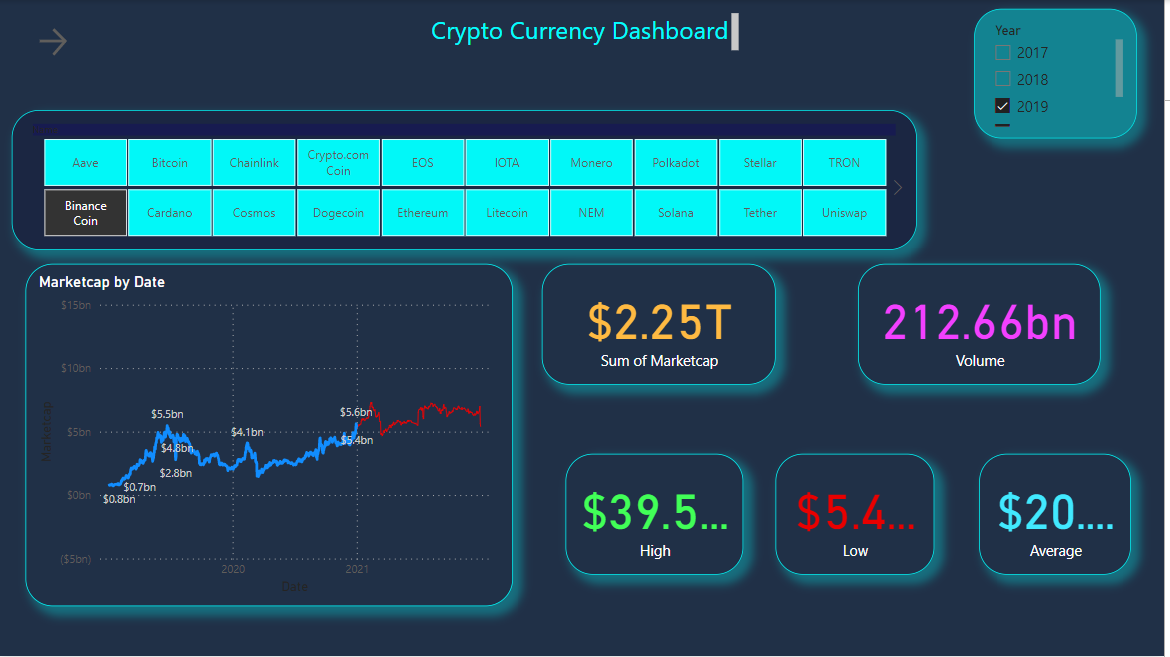 Crypto Currency Dashboard
Year
2017
2018
2019
Aave
Bitcoin
Chainlink
Crypto.com
Coin
EOS
IOTA
Monero
Polkadot
Stellar
TRON
Binance
Coin
Cardano
Cosmos
Dogecoin
Ethereum
Litecoin
NEM
Solana
Tether
Uniswap
Marketcap by Date
$15bn
$10bn
$5bn
$0bn
($5bn)
Marketcap
$0.8bn
$0.7bn
$5.5bn
$4.8bn
$2.8bn
$4.1bn
$5.6bn
$5.4bn
2020
2021
Date
$2.25T
Sum of Marketcap
212.66bn
Volume
$39.5...
High
$5.4...
Low
$20....
Average